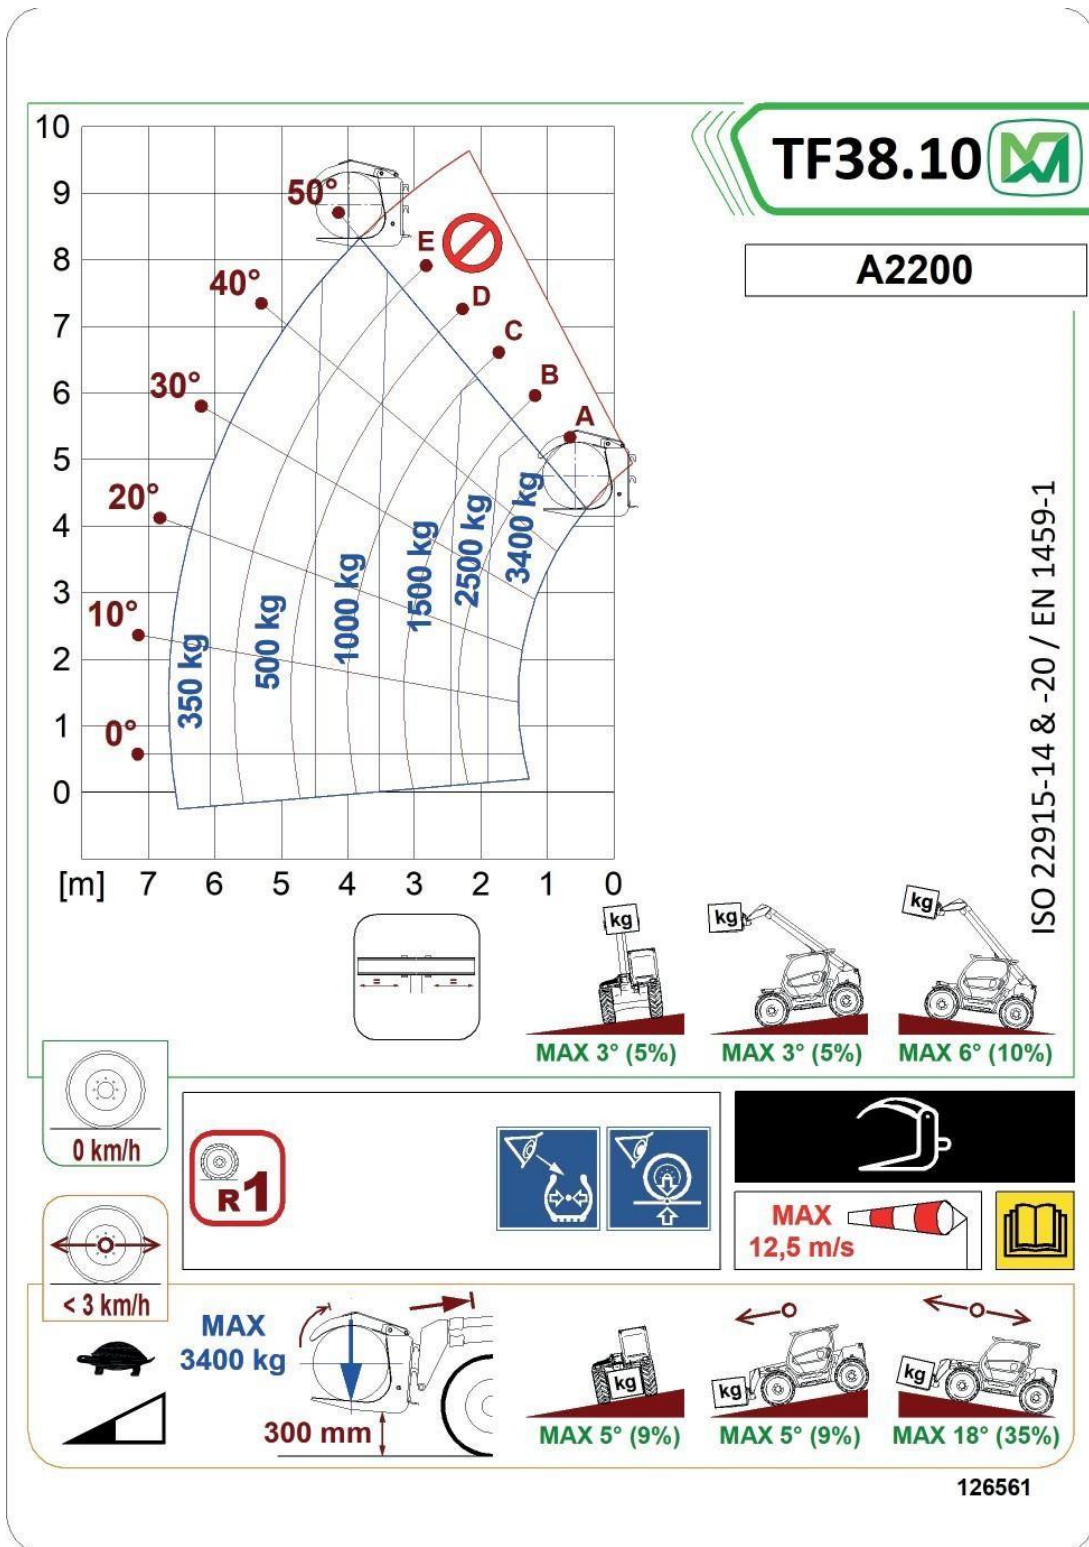 TF38.10
A2200
10
9
8
7
6
5
4
3
2
1
0
[m] 7 6 5 4 3 2 1 0
50°
40°
30°
20°
10°
0°
E
D
C
B
A
350 kg
500 kg
1000 kg
1500 kg
2500 kg
3400 kg
ISO 22915-14 & -20 / EN 1459-1
= =
kg
kg
kg
MAX 3° (5%)
MAX 3° (5%)
MAX 6° (10%)
0 km/h
R1
MAX
12,5 m/s
< 3 km/h
MAX
3400 kg
300 mm
kg
kg
kg
MAX 5° (9%)
MAX 5° (9%)
MAX 18° (35%)
126561